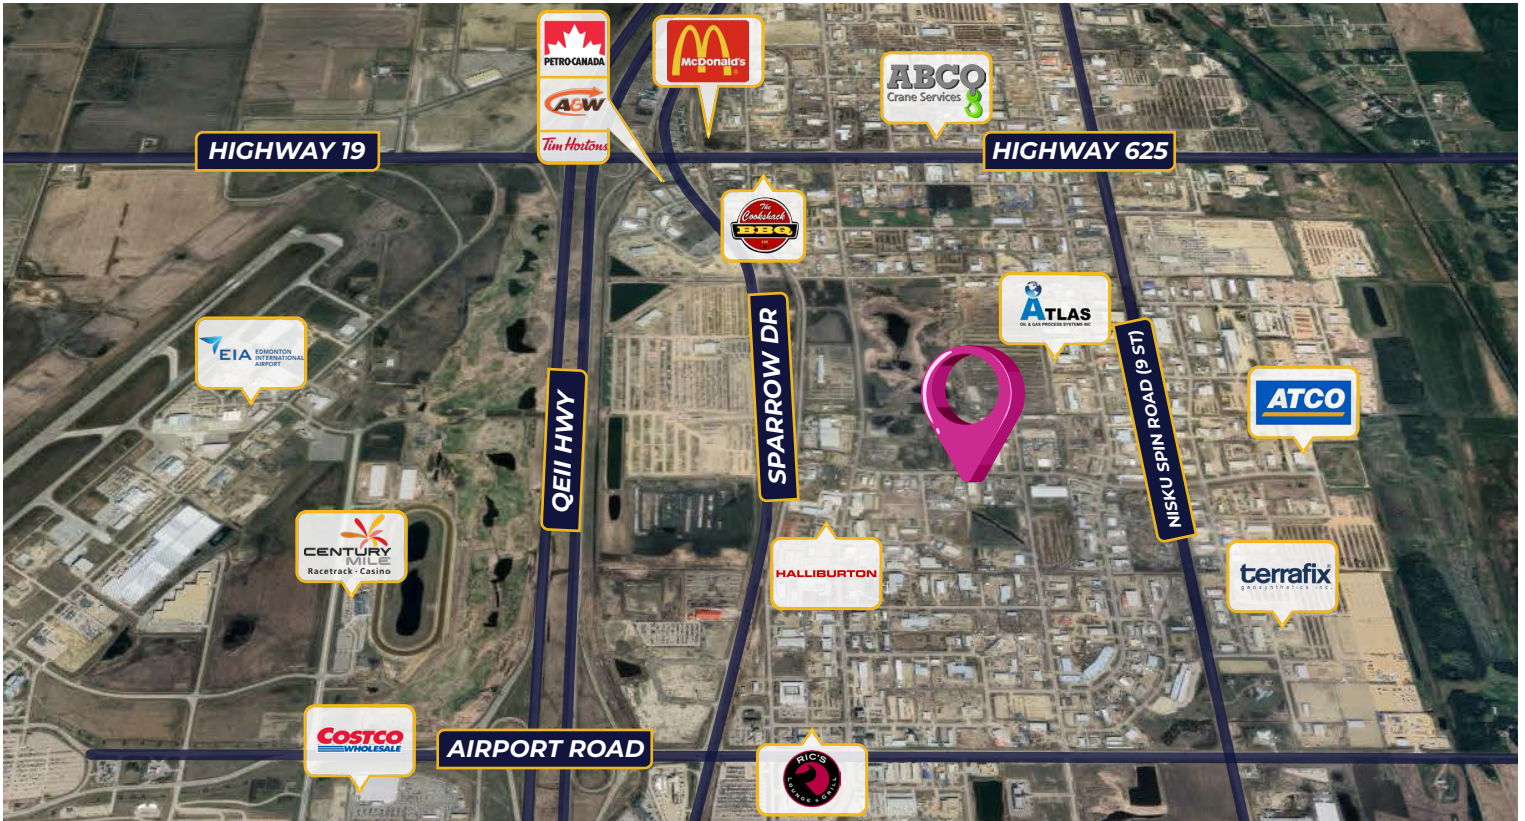 PETRO-CANADA
A&W
Tim Hortons
McDonald's
ABCO
Crane Services
HIGHWAY 19
HIGHWAY 625
The
Cookshack
BBQ
ATLAS
OIL & GAS PROCESS SYSTEMS INC
EIA EDMONTON
INTERNATIONAL
AIRPORT
SPARROW DR
NISKU SPIN ROAD (9 ST)
QEII HWY
ATCO
CENTURY
MILE
Racetrack · Casino
HALLIBURTON
terrafix
geosynthetics inc.
COSTCO
WHOLESALE
AIRPORT ROAD
RIC'S
LOUNGE & GRILL